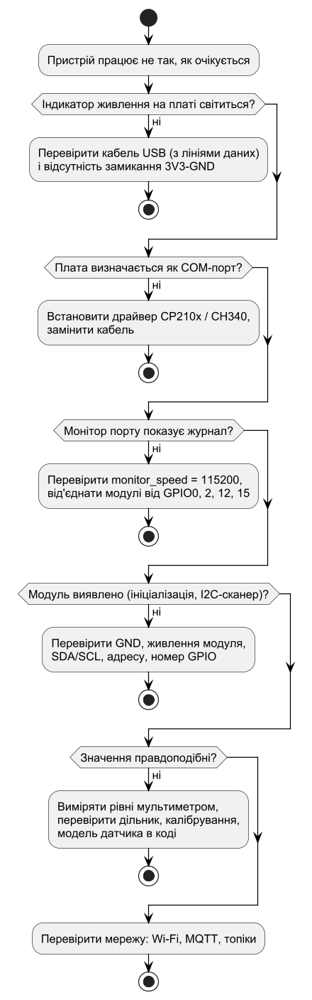 Пристрій працює не так, як очікується
Індикатор живлення на платі світиться?
ні
Перевірити кабель USB (з лініями даних)
і відсутність замикання 3V3-GND
Плата визначається як COM-порт?
ні
Встановити драйвер CP210x / CH340,
замінити кабель
Монітор порту показує журнал?
ні
Перевірити monitor_speed = 115200,
від'єднати модулі від GPIO0, 2, 12, 15
Модуль виявлено (ініціалізація, I2C-сканер)?
ні
Перевірити GND, живлення модуля,
SDA/SCL, адресу, номер GPIO
Значення правдоподібні?
ні
Виміряти рівні мультиметром,
перевірити дільник, калібрування,
модель датчика в коді
Перевірити мережу: Wi-Fi, MQTT, топіки